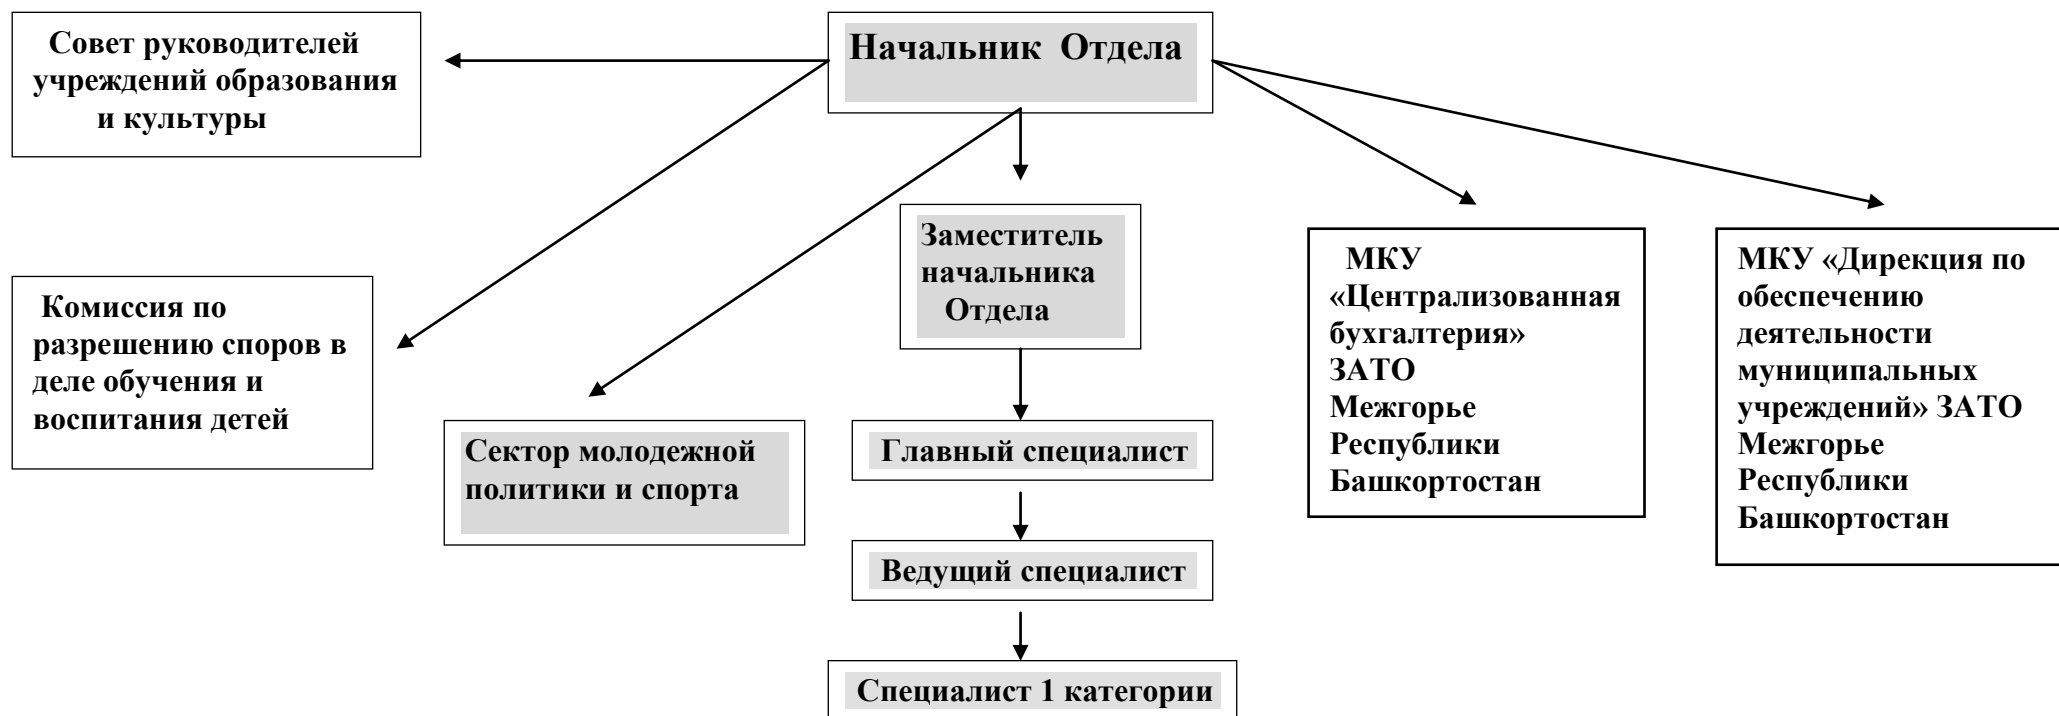 Совет руководителей
учреждений образования
и культуры
Начальник Отдела
Комиссия по
разрешению споров в
деле обучения и
воспитания детей
Сектор молодежной
политики и спорта
Заместитель
начальника
Отдела
Главный специалист
Ведущий специалист
Специалист 1 категории
МКУ
«Централизованная
бухгалтерия»
ЗАТО
Межгорье
Республики
Башкортостан
МКУ «Дирекция по
обеспечению
деятельности
муниципальных
учреждений» ЗАТО
Межгорье
Республики
Башкортостан